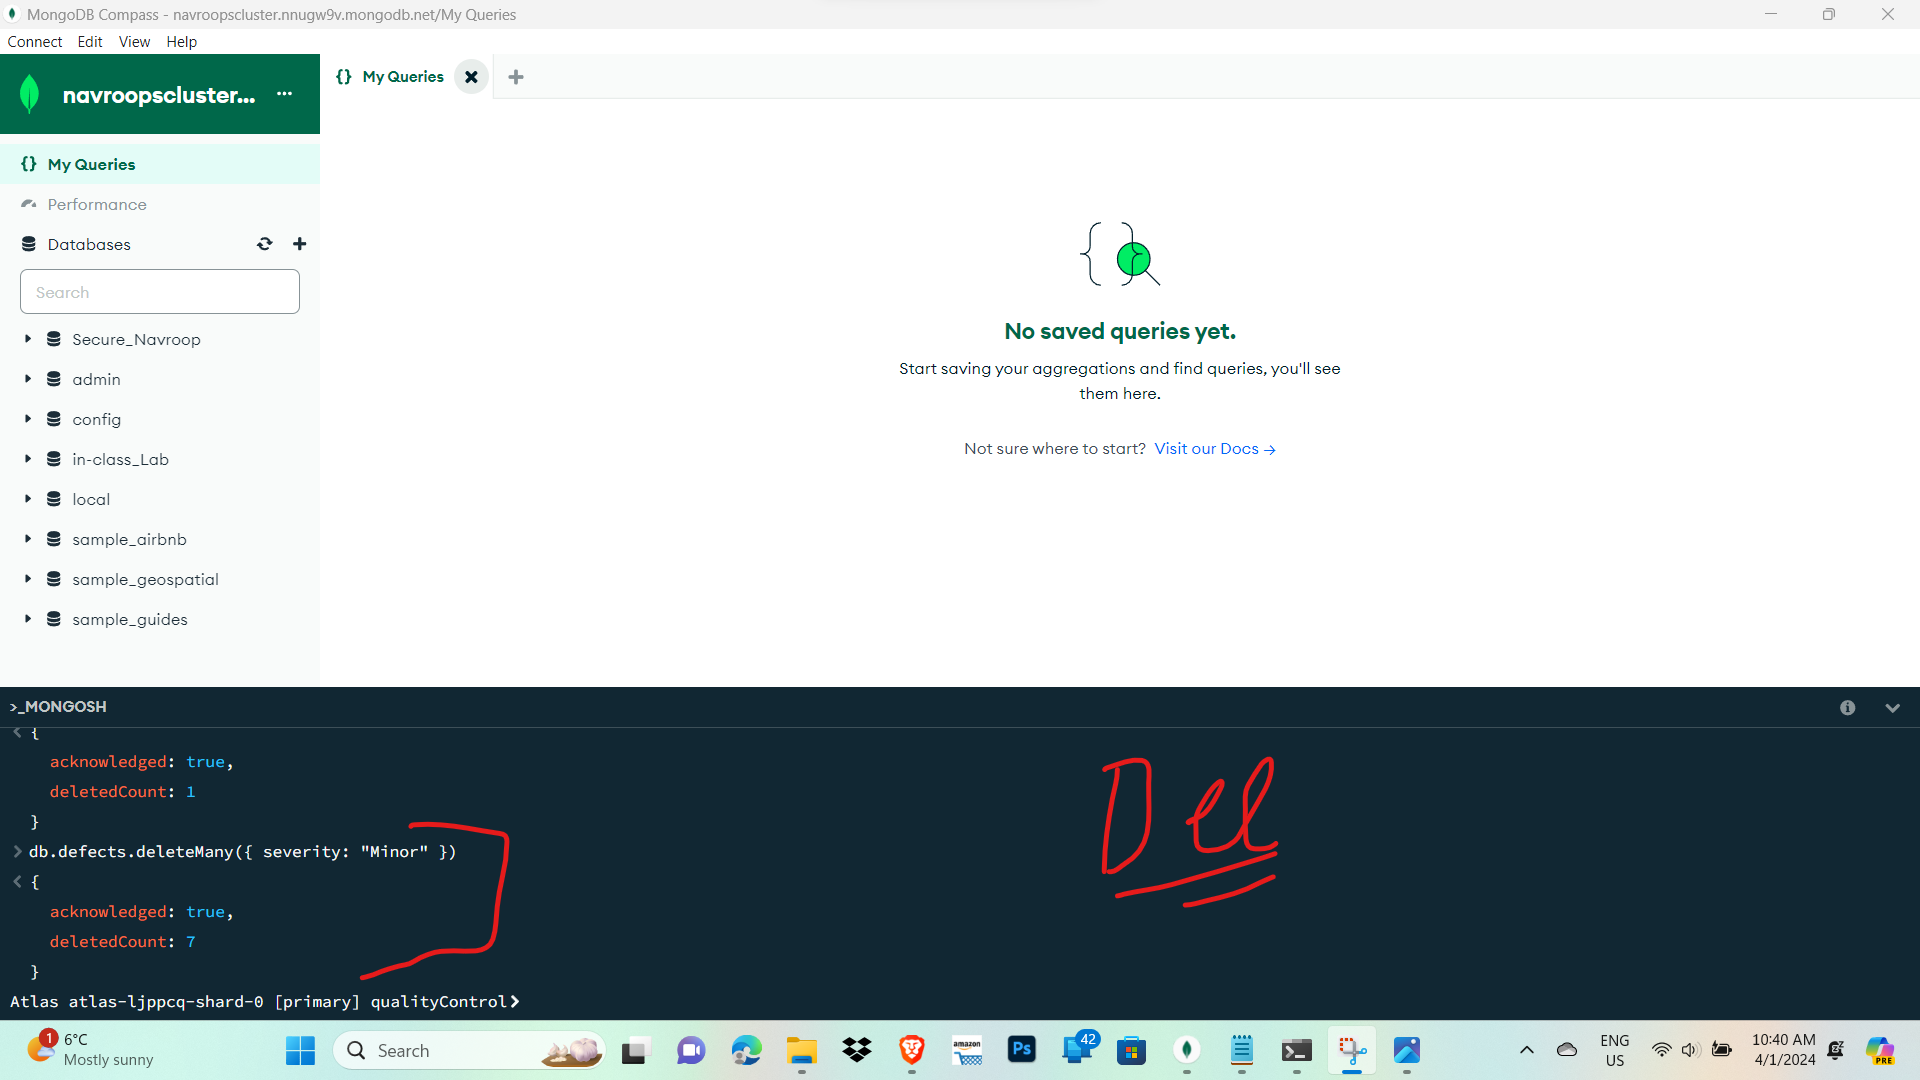 MongoDB Compass - navroopscluster.nnugw9v.mongodb.net/My Queries
Connect Edit View Help
navroopscluster...
My Queries
My Queries
Performance
Databases
Search
Secure_Navroop
admin
config
in-class_Lab
local
sample_airbnb
sample_geospatial
sample_guides
No saved queries yet.
Start saving your aggregations and find queries, you'll see
them here.
Not sure where to start? Visit our Docs →
>_MONGOSH
< {
acknowledged: true,
deletedCount: 1
}
> db.defects.deleteMany({ severity: "Minor" })
< {
acknowledged: true,
deletedCount: 7
}
Atlas atlas-ljppcq-shard-0 [primary] qualityControl>
Del
1
6°C
Mostly sunny
Search
amazon
Ps
42
ENG
US
10:40 AM
4/1/2024
PRE